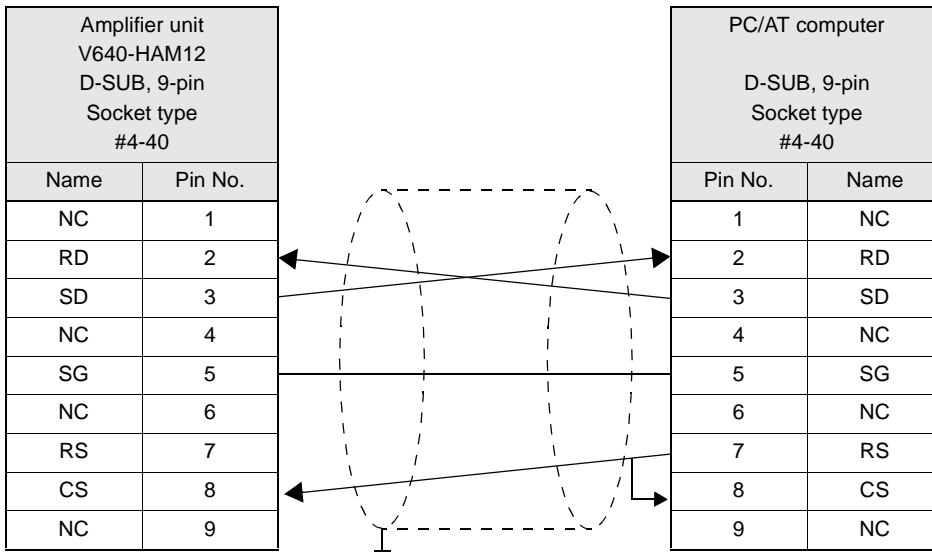 Amplifier unit
V640-HAM12
D-SUB, 9-pin
Socket type
#4-40
Name Pin No.
NC 1
RD 2
SD 3
NC 4
SG 5
NC 6
RS 7
CS 8
NC 9
PC/AT computer
D-SUB, 9-pin
Socket type
#4-40
Pin No. Name
1 NC
2 RD
3 SD
4 NC
5 SG
6 NC
7 RS
8 CS
9 NC